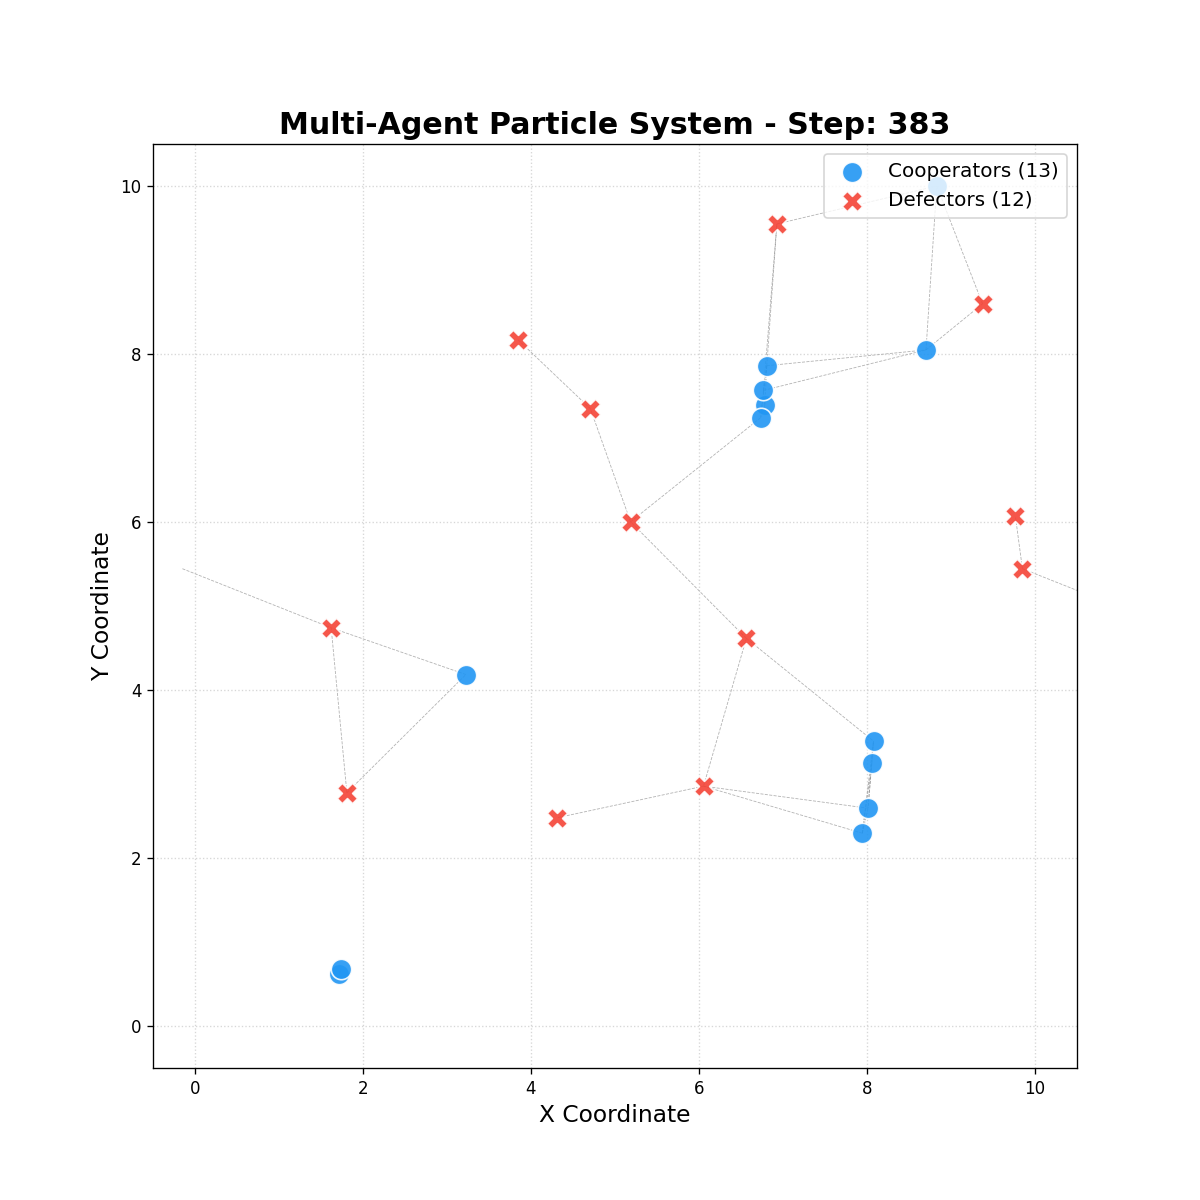 Multi-Agent Particle System - Step: 383
Cooperators (13)
Defectors (12)
10
8
6
4
2
0
Y Coordinate
0 2 4 6 8 10
X Coordinate